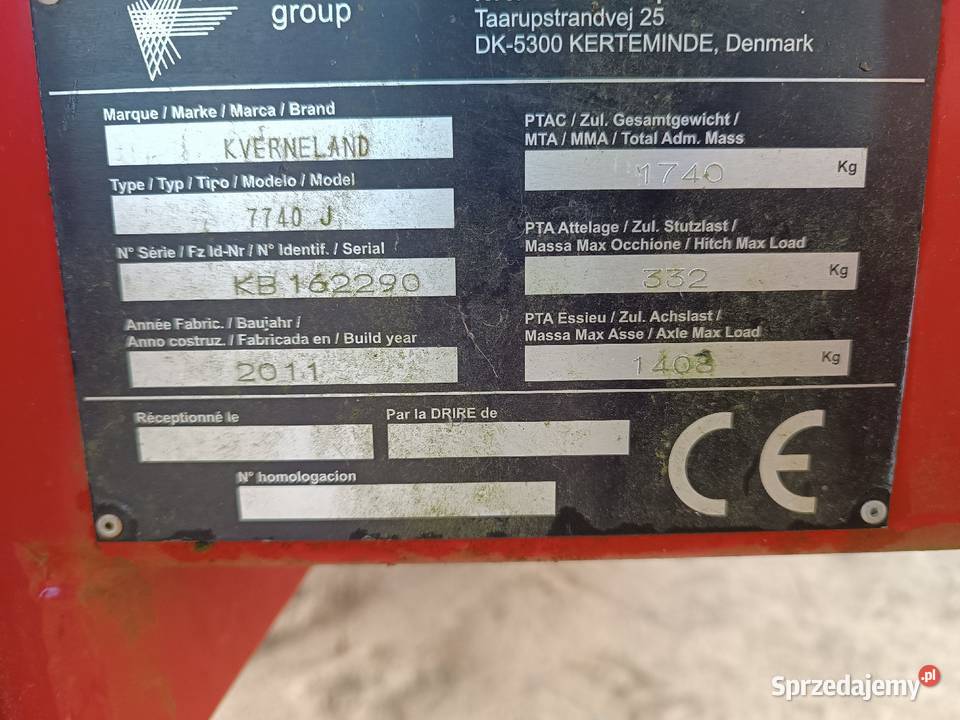 group
Taarupstrandvej 25
DK-5300 KERTEMINDE, Denmark
Marque / Marke / Marca / Brand
KVERNELAND
Type / Typ / Tipo / Modelo / Model
7740 J
N° Série / Fz Id-Nr / N° Identif. / Serial
KB162290
Année Fabric. / Baujahr /
Anno costruz. / Fabricada en / Build year
2011
PTAC / Zul. Gesamtgewicht /
MTA / MMA / Total Adm. Mass
1740 Kg
PTA Attelage / Zul. Stutzlast /
Massa Max Occhione / Hitch Max Load
332 Kg
PTA Essieu / Zul. Achslast /
Massa Max Asse / Axle Max Load
1408 Kg
Réceptionné le
Par la DRIRE de
N° homologacion
CE
Sprzedajemy.pl